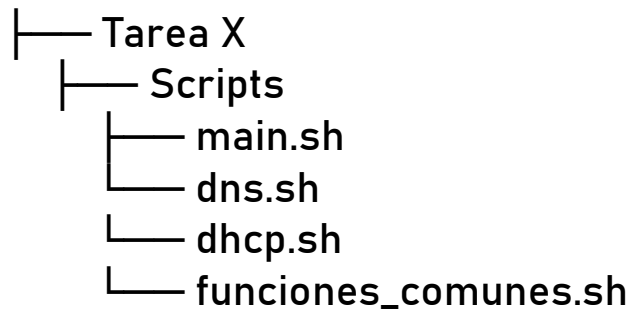 ├── Tarea X
├── Scripts
├── main.sh
└── dns.sh
└── dhcp.sh
└── funciones_comunes.sh